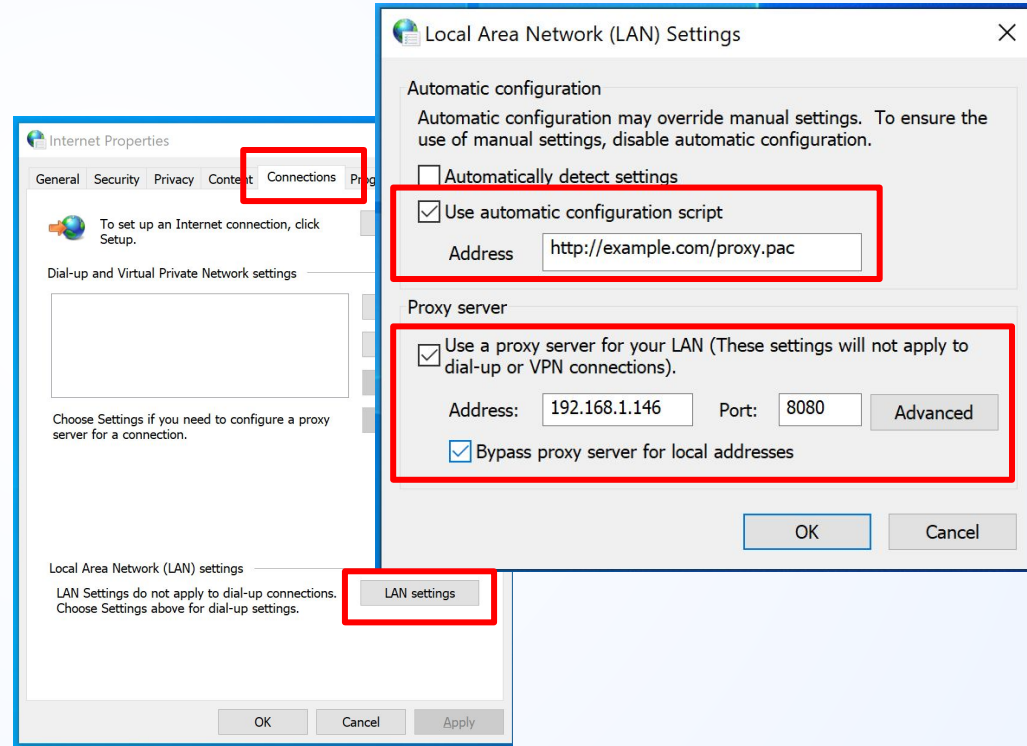 Internet Properties
General Security Privacy Content Connections
To set up an Internet connection, click
Setup.
Dial-up and Virtual Private Network settings
Choose Settings if you need to configure a proxy
server for a connection.
Local Area Network (LAN) settings
LAN Settings do not apply to dial-up connections.
Choose Settings above for dial-up settings.
LAN settings
OK Cancel Apply
Local Area Network (LAN) Settings
Automatic configuration
Automatic configuration may override manual settings. To ensure the
use of manual settings, disable automatic configuration.
Automatically detect settings
Use automatic configuration script
Address http://example.com/proxy.pac
Proxy server
Use a proxy server for your LAN (These settings will not apply to
dial-up or VPN connections).
Address: 192.168.1.146 Port: 8080 Advanced
Bypass proxy server for local addresses
OK Cancel